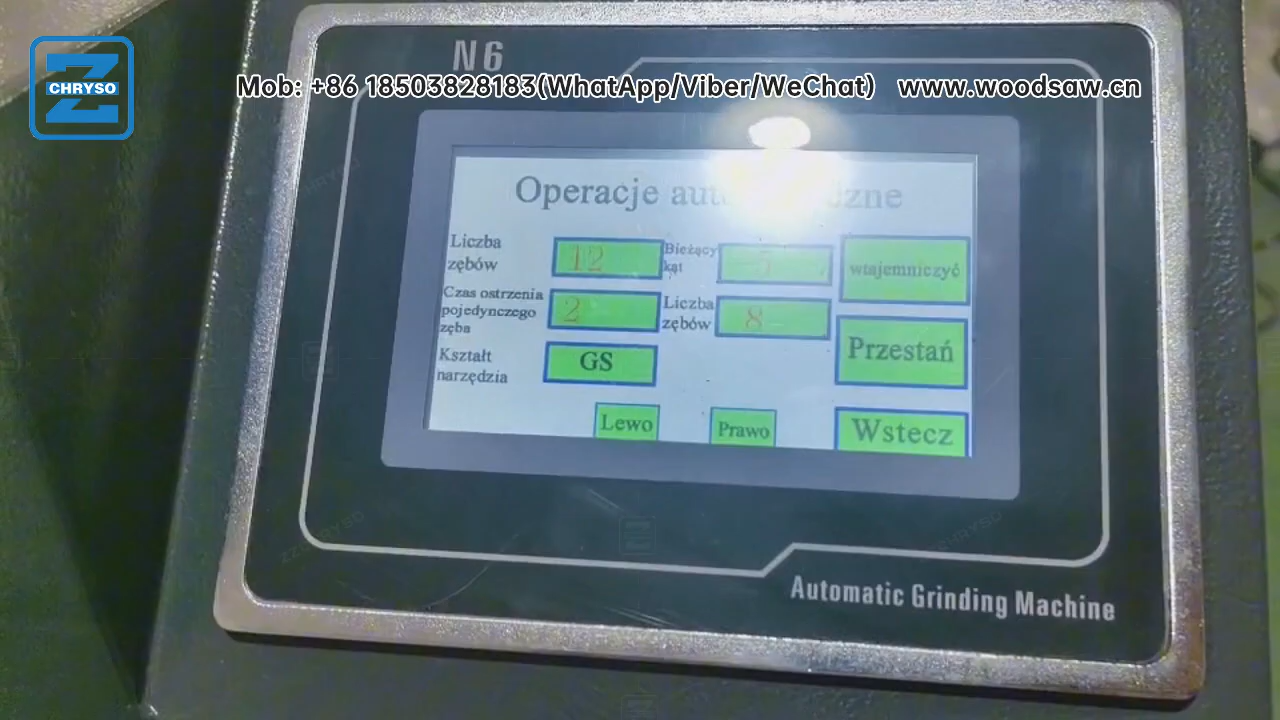 CHRYSO
N6
Mob: +86 18503828183(WhatApp/Viber/WeChat) www.woodsaw.cn
Operacje
Liczba
zębów
12
Bieżący
kąt
wtajemniczyć
Czas ostrzenia
pojedynczego
zęba
2
Liczba
zębów
8
Przestań
Kształt
narzędzia
GS
Lewo
Prawo
Wstecz
Automatic Grinding Machine